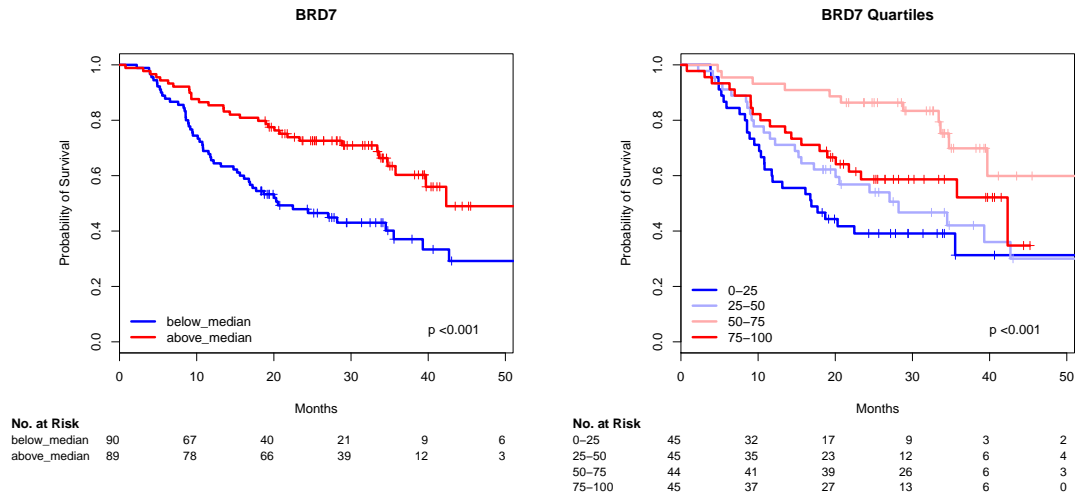 BRD7
1.0
0.8
0.6
0.4
0.2
0.0
Probability of Survival
below_median
above_median
p <0.001
0 10 20 30 40 50
Months
No. at Risk
below_median 90 67 40 21 9 6
above_median 89 78 66 39 12 3
BRD7 Quartiles
1.0
0.8
0.6
0.4
0.2
0.0
Probability of Survival
0−25
25−50
50−75
75−100
p <0.001
0 10 20 30 40 50
Months
No. at Risk
0−25 45 32 17 9 3 2
25−50 45 35 23 12 6 4
50−75 44 41 39 26 6 3
75−100 45 37 27 13 6 0